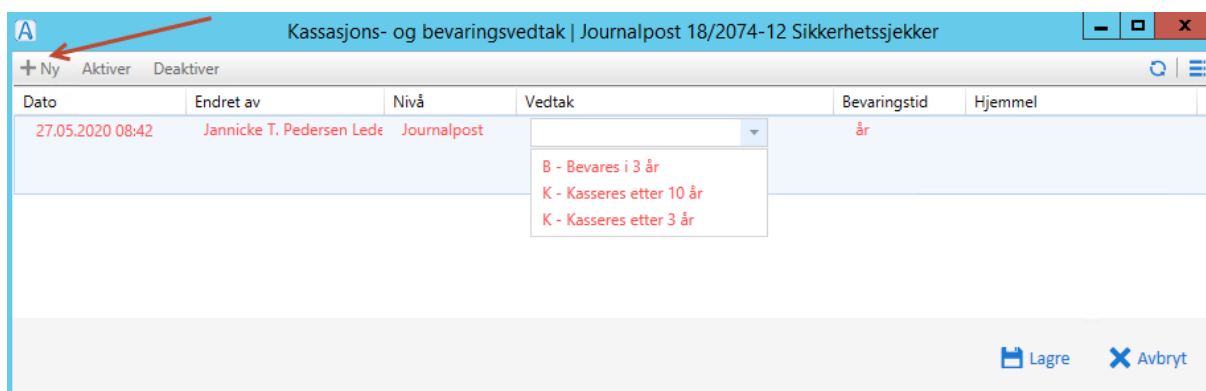 A Kassasjons- og bevaringsvedtak | Journalpost 18/2074-12 Sikkerhetssjekker
+ Ny Aktiver Deaktiver
Dato Endret av Nivå Vedtak Bevaringstid Hjemmel
27.05.2020 08:42 Jannicke T. Pedersen Lede Journalpost år
B - Bevares i 3 år
K - Kasseres etter 10 år
K - Kasseres etter 3 år
Lagre Avbryt